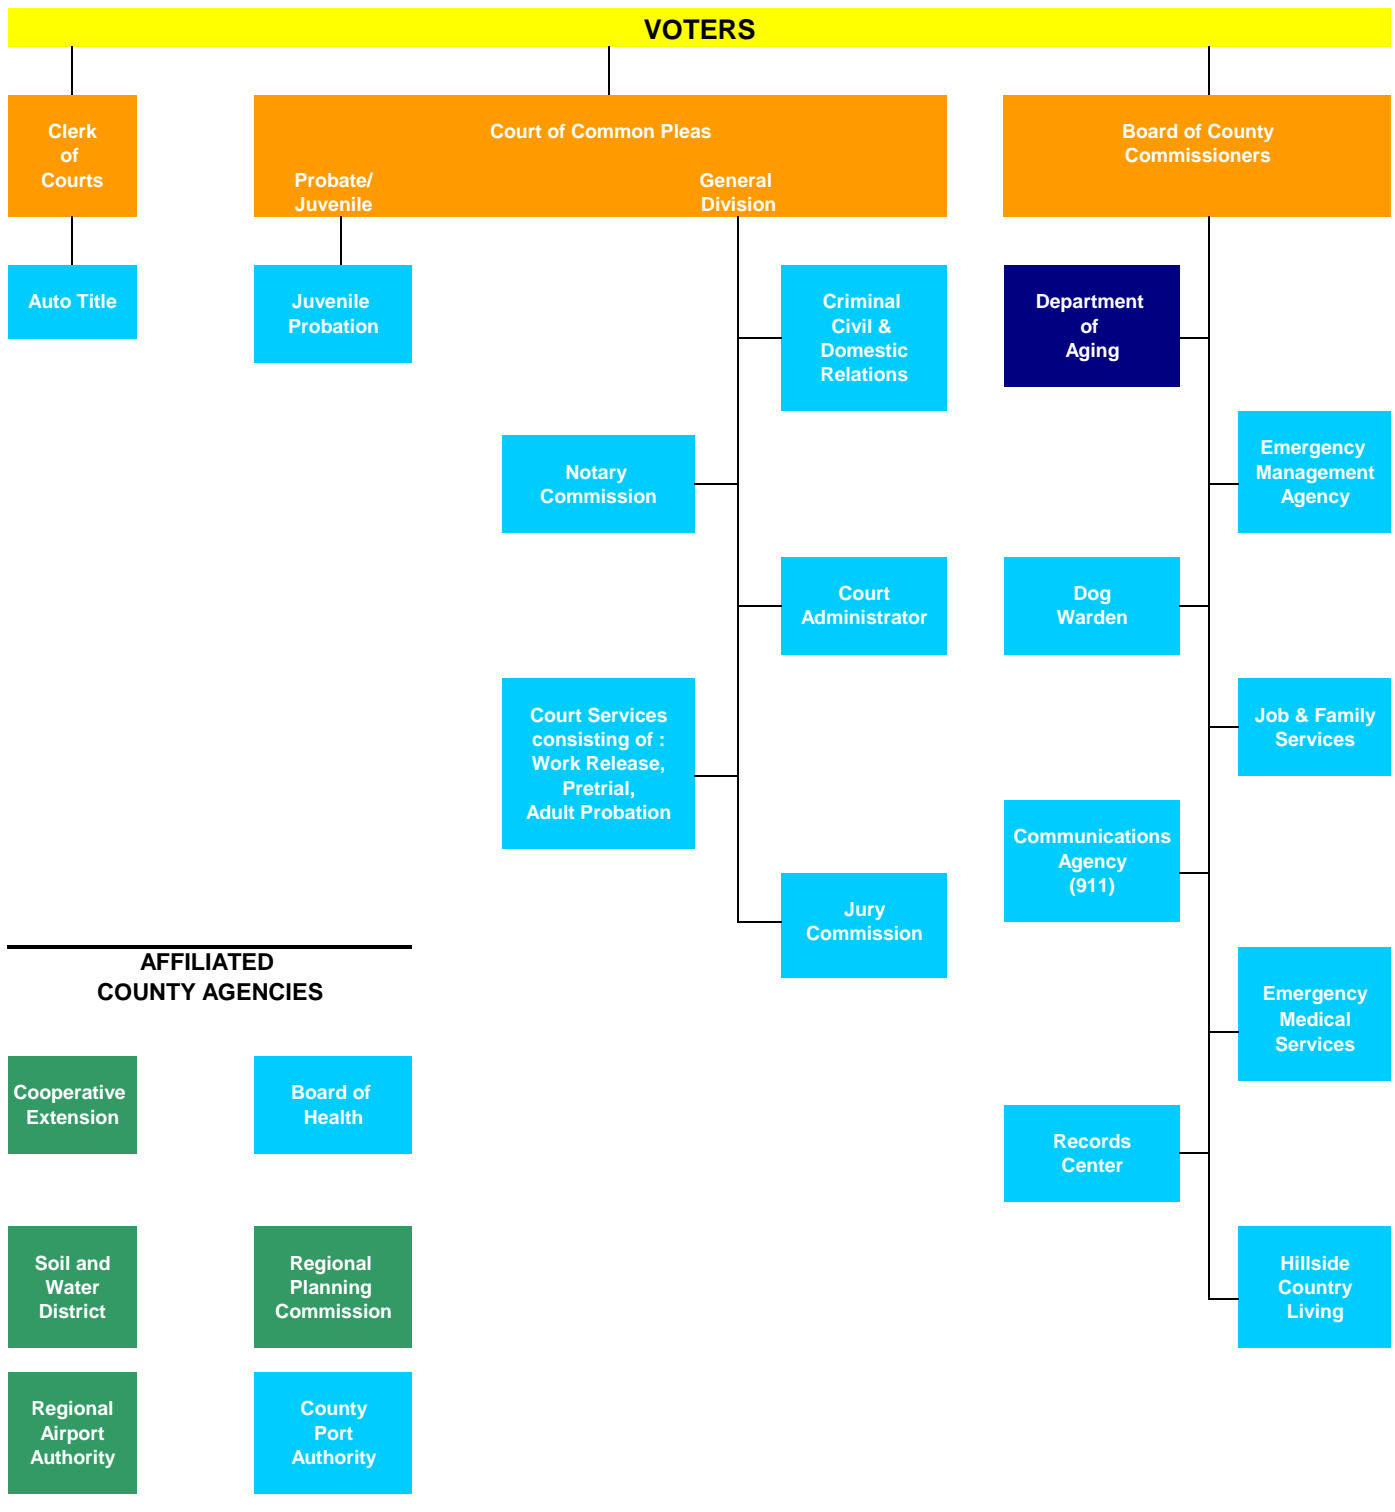 VOTERS
Clerk
of
Courts
Court of Common Pleas
Probate/
Juvenile
General
Division
Board of County
Commissioners
Auto Title
Juvenile
Probation
Criminal
Civil &
Domestic
Relations
Notary
Commission
Court
Administrator
Court Services
consisting of :
Work Release,
Pretrial,
Adult Probation
Jury
Commission
Department
of
Aging
Emergency
Management
Agency
Dog
Warden
Job & Family
Services
Communications
Agency
(911)
Emergency
Medical
Services
Records
Center
Hillside
Country
Living
AFFILIATED
COUNTY AGENCIES
Cooperative
Extension
Board of
Health
Soil and
Water
District
Regional
Planning
Commission
Regional
Airport
Authority
County
Port
Authority